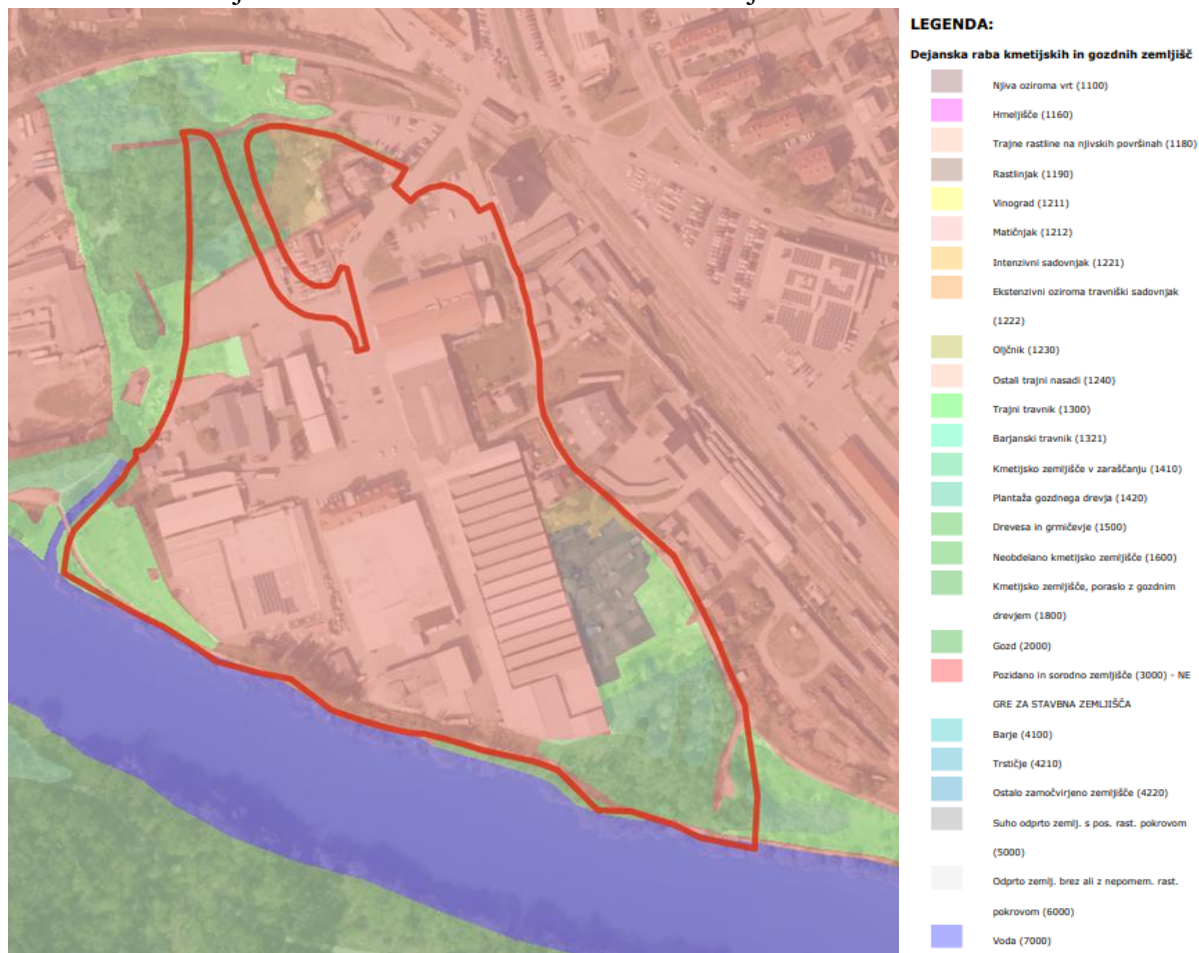 LEGENDA:
Dejanska raba kmetijskih in gozdnih zemljišč
Njiva oziroma vrt (1100)
Hmeljišče (1160)
Trajne rastline na njivskih površinah (1180)
Rastlinjak (1190)
Vinograd (1211)
Matičnjak (1212)
Intenzivni sadovnjak (1221)
Ekstenzivni oziroma travniški sadovnjak
(1222)
Oljčnik (1230)
Ostali trajni nasadi (1240)
Trajni travnik (1300)
Barjanski travnik (1321)
Kmetijsko zemljišče v zaraščanju (1410)
Plantaža gozdnega drevja (1420)
Drevesa in grmičevje (1500)
Neobdelano kmetijsko zemljišče (1600)
Kmetijsko zemljišče, poraslo z gozdnim
drevjem (1800)
Gozd (2000)
Pozidano in sorodno zemljišče (3000) - NE
GRE ZA STAVBNA ZEMLJIŠČA
Barje (4100)
Trstičje (4210)
Ostalo zamočvirjeno zemljišče (4220)
Suho odprto zemlj. s pos. rast. pokrovom
(5000)
Odprto zemlj. brez ali z nepomem. rast.
pokrovom (6000)
Voda (7000)